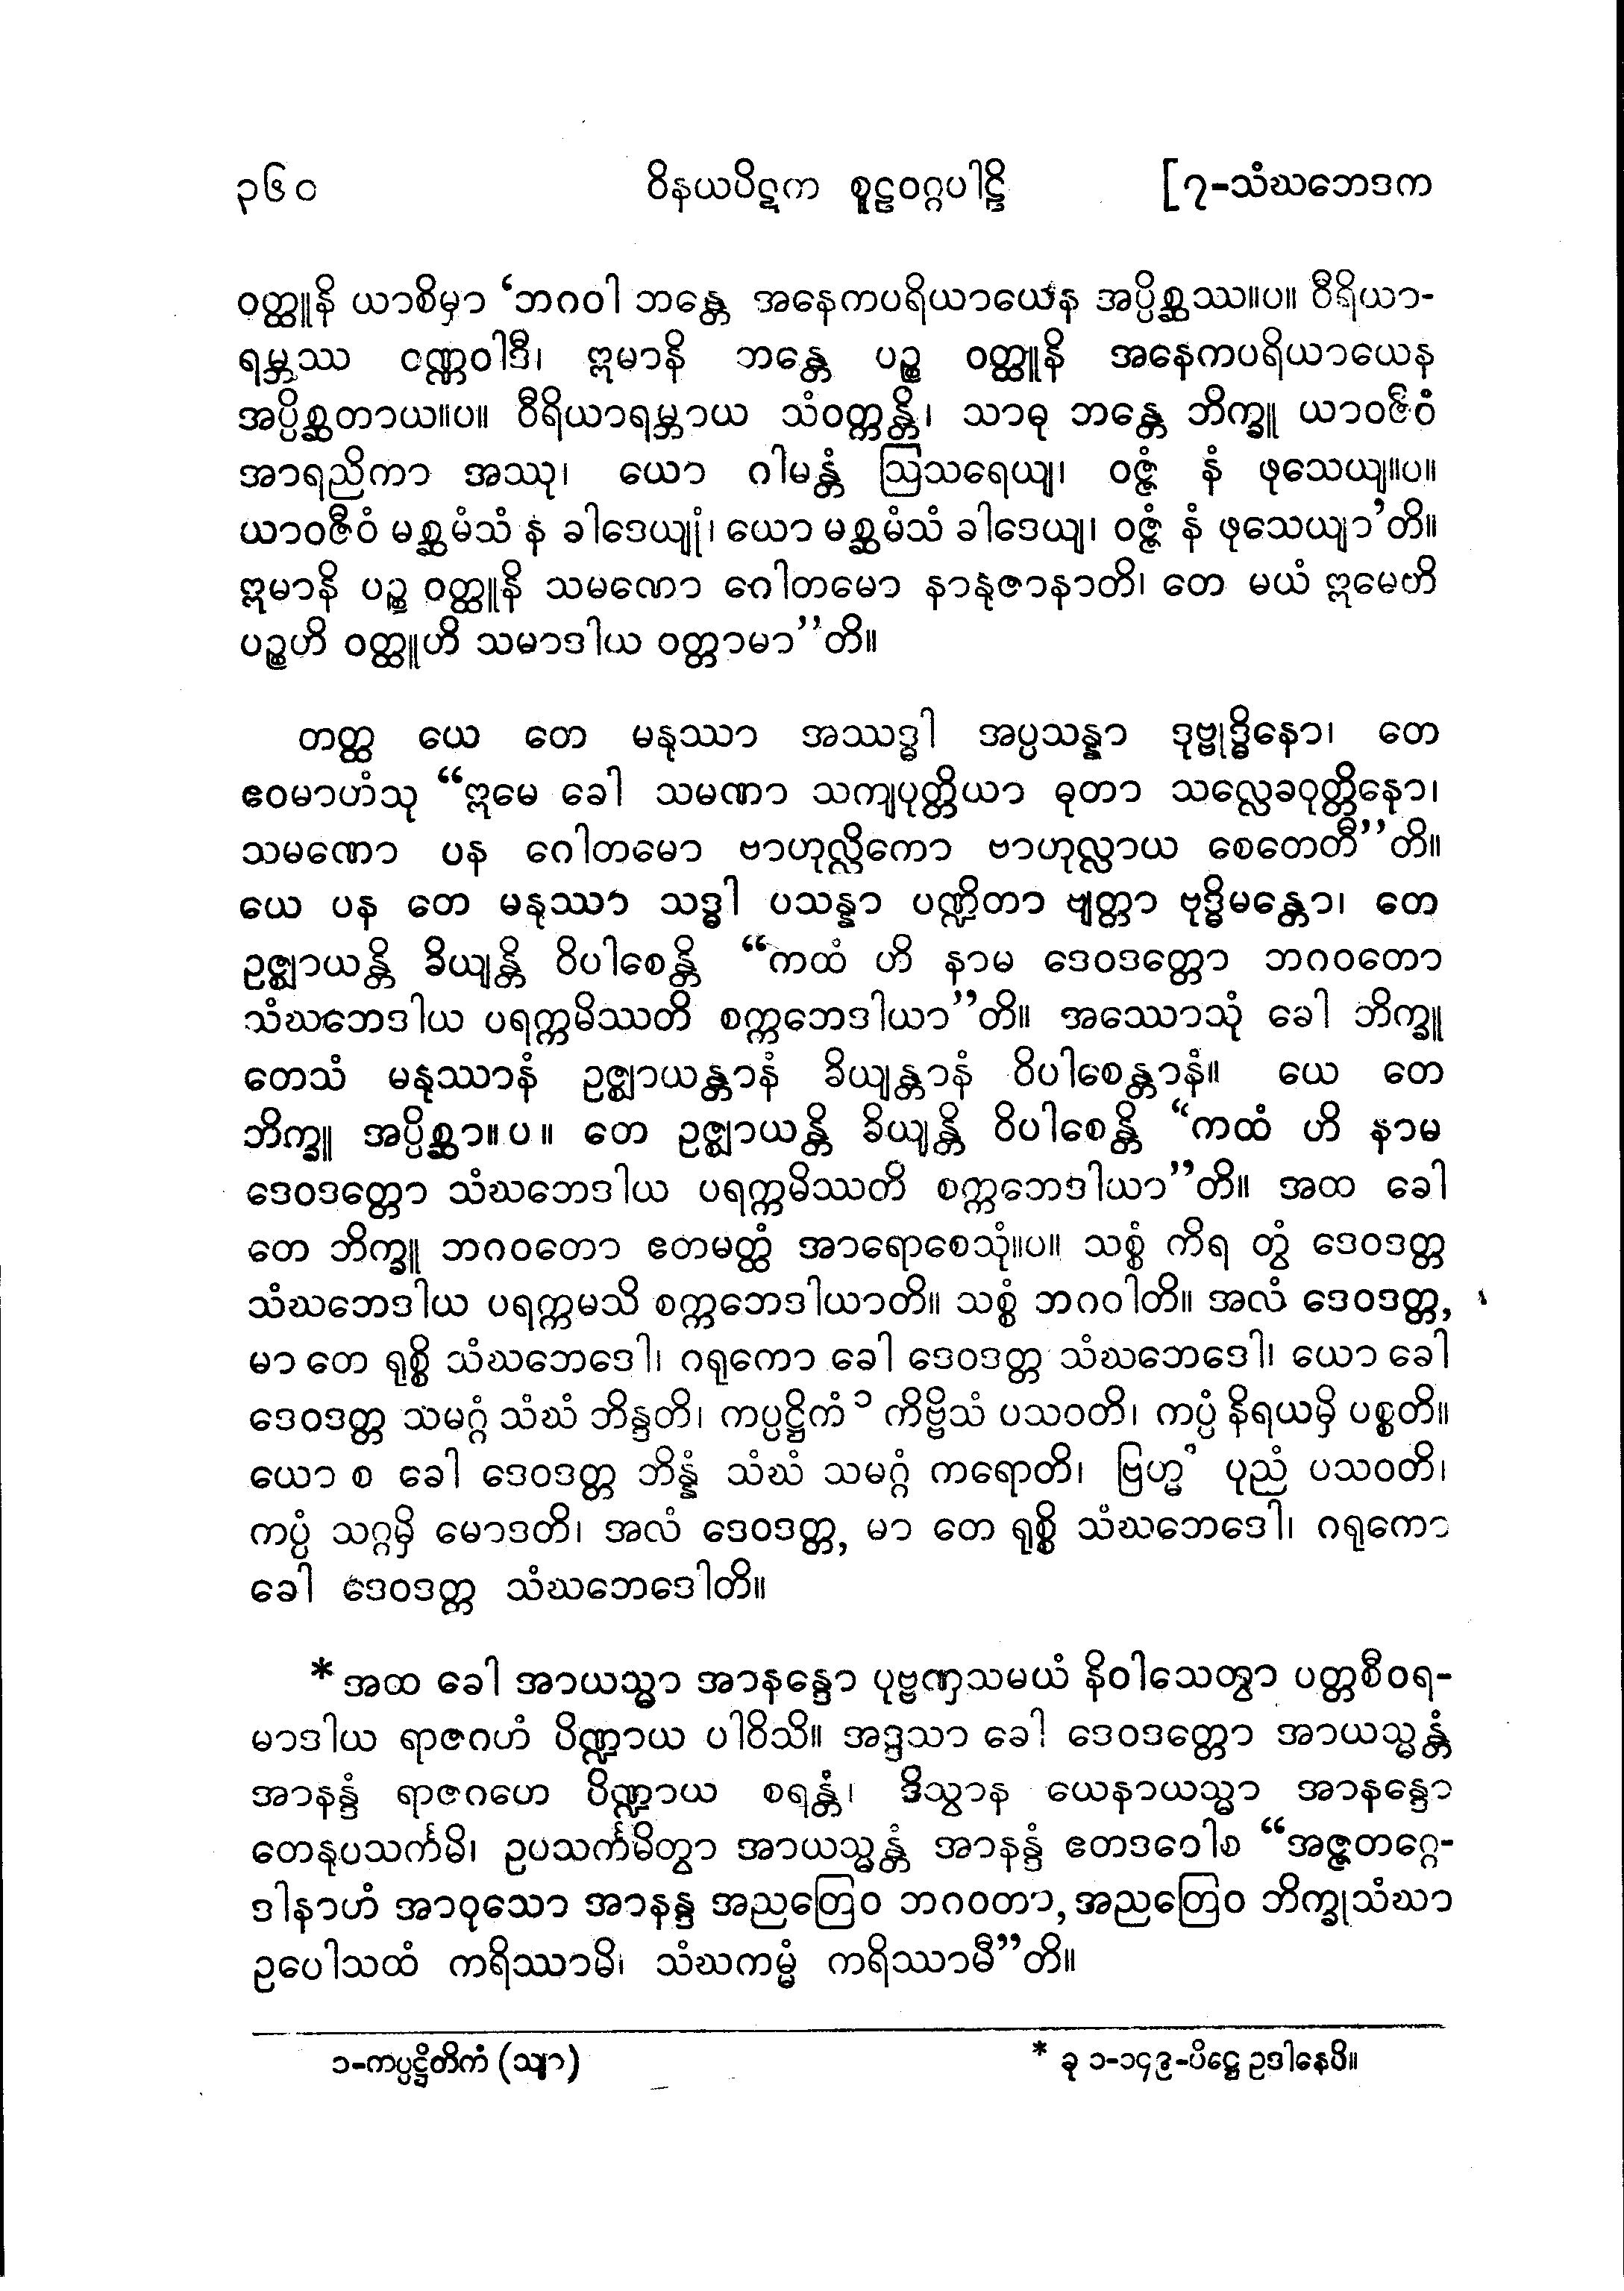 ၃၆၀ ဝိနယပိဋက စူဠဝဂ္ဂပါဠိ [၇-သံဃဘေဒက
ဝတ္ထူနိ ယာစိမှာ ‘ဘဂဝါ ဘန္တေ အနေကပရိယာယေန အပ္ပိစ္ဆဿ။ပ။ ဝီရိယာ-
ရမ္ဘဿ ဝဏ္ဏဝါဒီ၊ ဣမာနိ ဘန္တေ ပဉ္စ ဝတ္ထူနိ အနေကပရိယာယေန
အပ္ပိစ္ဆတာယ။ပ။ ဝီရိယာရမ္ဘာယ သံဝတ္တန္တိ၊ သာဓု ဘန္တေ ဘိက္ခူ ယာဝဇီဝံ
အာရညိကာ အဿု၊ ယော ဂါမန္တံ ဩသရေယျ၊ ဝဇ္ဇံ နံ ဖုသေယျ။ပ။
ယာဝဇီဝံ မစ္ဆမံသံ န ခါဒေယျုံ၊ ယော မစ္ဆမံသံ ခါဒေယျ၊ ဝဇ္ဇံ နံ ဖုသေယျာ’တိ။
ဣမာနိ ပဉ္စ ဝတ္ထူနိ သမဏော ဂေါတမော နာနုဇာနာတိ၊ တေ မယံ ဣမေဟိ
ပဉ္စဟိ ဝတ္ထူဟိ သမာဒါယ ဝတ္တာမာ’’တိ။
တတ္ထ ယေ တေ မနုဿာ အဿဒ္ဓါ အပ္ပသန္နာ ဒုဗ္ဗုဒ္ဓိနော၊ တေ
ဧဝမာဟံသု “ဣမေ ခေါ သမဏာ သကျပုတ္တိယာ ဓုတာ သလ္လေခဝုတ္တိနော၊
သမဏော ပန ဂေါတမော ဗာဟုလ္လိကော ဗာဟုလ္လာယ စေတေတီ’’တိ။
ယေ ပန တေ မနုဿာ သဒ္ဓါ ပသန္နာ ပဏ္ဍိတာ ဗျတ္တာ ဗုဒ္ဓိမန္တော၊ တေ
ဥဇ္ဈာယန္တိ ခိယျန္တိ ဝိပါစေန္တိ “ကထံ ဟိ နာမ ဒေဝဒတ္တော ဘဂဝတော
သံဃဘေဒါယ ပရက္ကမိဿတိ စက္ကဘေဒါယာ”တိ။ အဿောသုံ ခေါ ဘိက္ခူ
တေသံ မနုဿာနံ ဥဇ္ဈာယန္တာနံ ခိယျန္တာနံ ဝိပါစေန္တာနံ။ ယေ တေ
ဘိက္ခူ အပ္ပိစ္ဆာ။ပ။ တေ ဥဇ္ဈာယန္တိ ခိယျန္တိ ဝိပါစေန္တိ “ကထံ ဟိ နာမ
ဒေဝဒတ္တော သံဃဘေဒါယ ပရက္ကမိဿတိ စက္ကဘေဒါယာ”တိ။ အထ ခေါ
တေ ဘိက္ခူ ဘဂဝတော ဧတမတ္ထံ အာရောစေသုံ။ပ။ သစ္စံ ကိရ တွံ ဒေဝဒတ္တ
သံဃဘေဒါယ ပရက္ကမသိ စက္ကဘေဒါယာတိ။ သစ္စံ ဘဂဝါတိ။ အလံ ဒေဝဒတ္တ,
မာ တေ ရုစ္စိ သံဃဘေဒေါ၊ ဂရုကော ခေါ ဒေဝဒတ္တ သံဃဘေဒေါ၊ ယော ခေါ
ဒေဝဒတ္တ သမဂ္ဂံ သံဃံ ဘိန္ဒတိ၊ ကပ္ပဋ္ဌိကံ ၁ ကိဗ္ဗိသံ ပသဝတိ၊ ကပ္ပံ နိရယမှိ ပစ္စတိ။
ယော စ ခေါ ဒေဝဒတ္တ ဘိန္နံ သံဃံ သမဂ္ဂံ ကရောတိ၊ ဗြဟ္မံ ပုညံ ပသဝတိ၊
ကပ္ပံ သဂ္ဂမှိ မောဒတိ၊ အလံ ဒေဝဒတ္တ, မာ တေ ရုစ္စိ သံဃဘေဒေါ၊ ဂရုကော
ခေါ ဒေဝဒတ္တ သံဃဘေဒေါတိ။
* အထ ခေါ အာယသ္မာ အာနန္ဒော ပုဗ္ဗဏှသမယံ နိဝါသေတွာ ပတ္တစီဝရ-
မာဒါယ ရာဇဂဟံ ပိဏ္ဍာယ ပါဝိသိ။ အဒ္ဒသာ ခေါ ဒေဝဒတ္တော အာယသ္မန္တံ
အာနန္ဒံ ရာဇဂဟေ ပိဏ္ဍာယ စရန္တံ၊ ဒိသွာန ယေနာယသ္မာ အာနန္ဒော
တေနုပသင်္ကမိ၊ ဥပသင်္ကမိတွာ အာယသ္မန္တံ အာနန္ဒံ ဧတဒဝေါစ “အဇ္ဇတဂ္ဂေ-
ဒါနာဟံ အာဝုသော အာနန္ဒ အညတြေဝ ဘဂဝတာ, အညတြေဝ ဘိက္ခုသံဃာ
ဥပေါသထံ ကရိဿာမိ၊ သံဃကမ္မံ ကရိဿာမီ”တိ။
၁-ကပ္ပဋ္ဌိတိကံ (သျာ) * ခု ၁-၁၄၉-ပိဋ္ဌေ ဥဒါနေပိ။